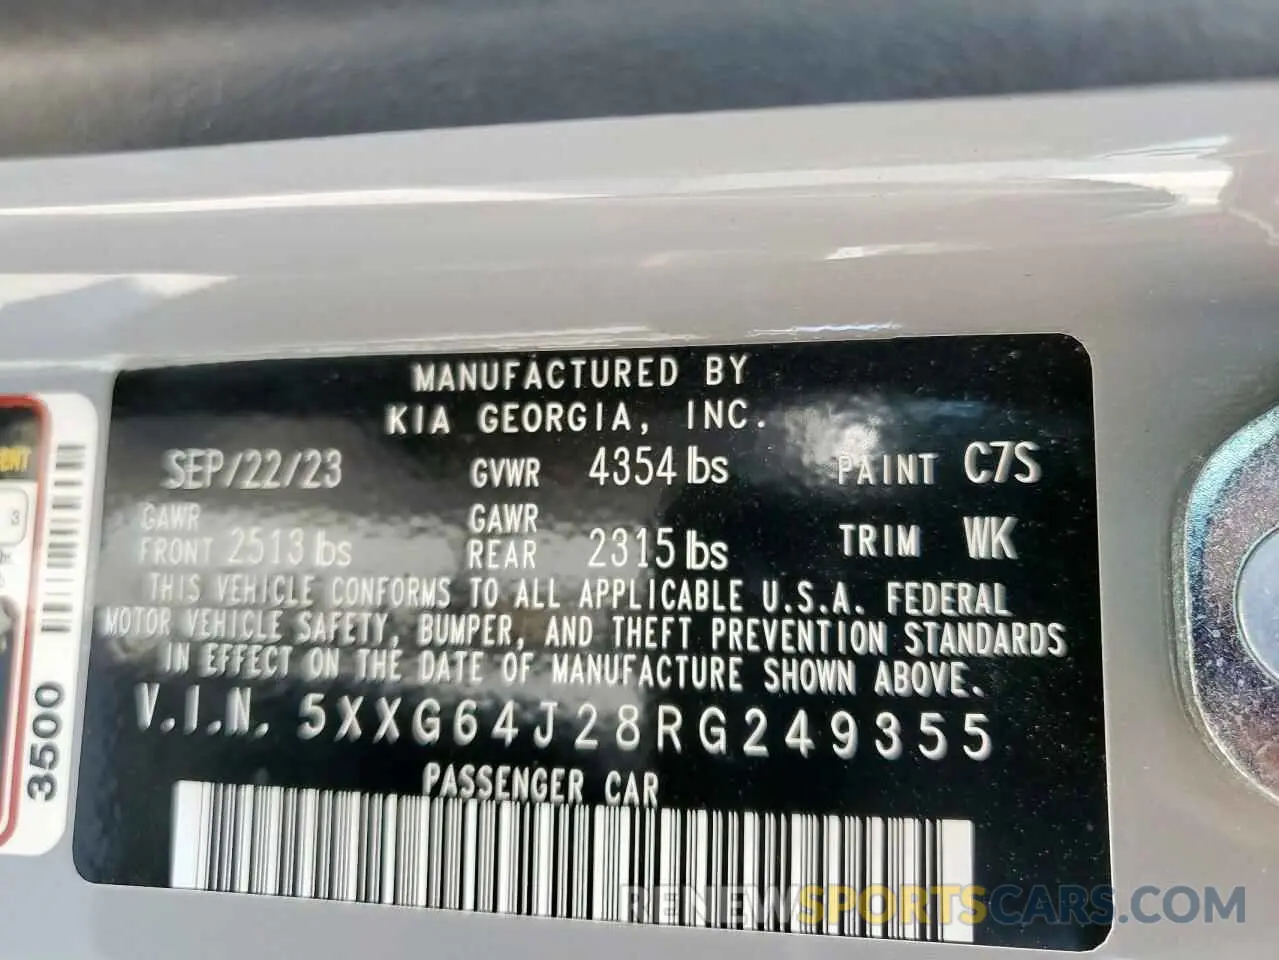 MANUFACTURED BY
KIA GEORGIA, INC.
SEP/22/23 GVWR 4354 lbs PAINT C7S
GAWR FRONT 2513 lbs GAWR REAR 2315 lbs TRIM WK
THIS VEHICLE CONFORMS TO ALL APPLICABLE U.S.A. FEDERAL
MOTOR VEHICLE SAFETY, BUMPER, AND THEFT PREVENTION STANDARDS
IN EFFECT ON THE DATE OF MANUFACTURE SHOWN ABOVE.
V.I.N. 5XXG64J28RG249355
PASSENGER CAR
3500
3
RENEWSPORTSCARS.COM